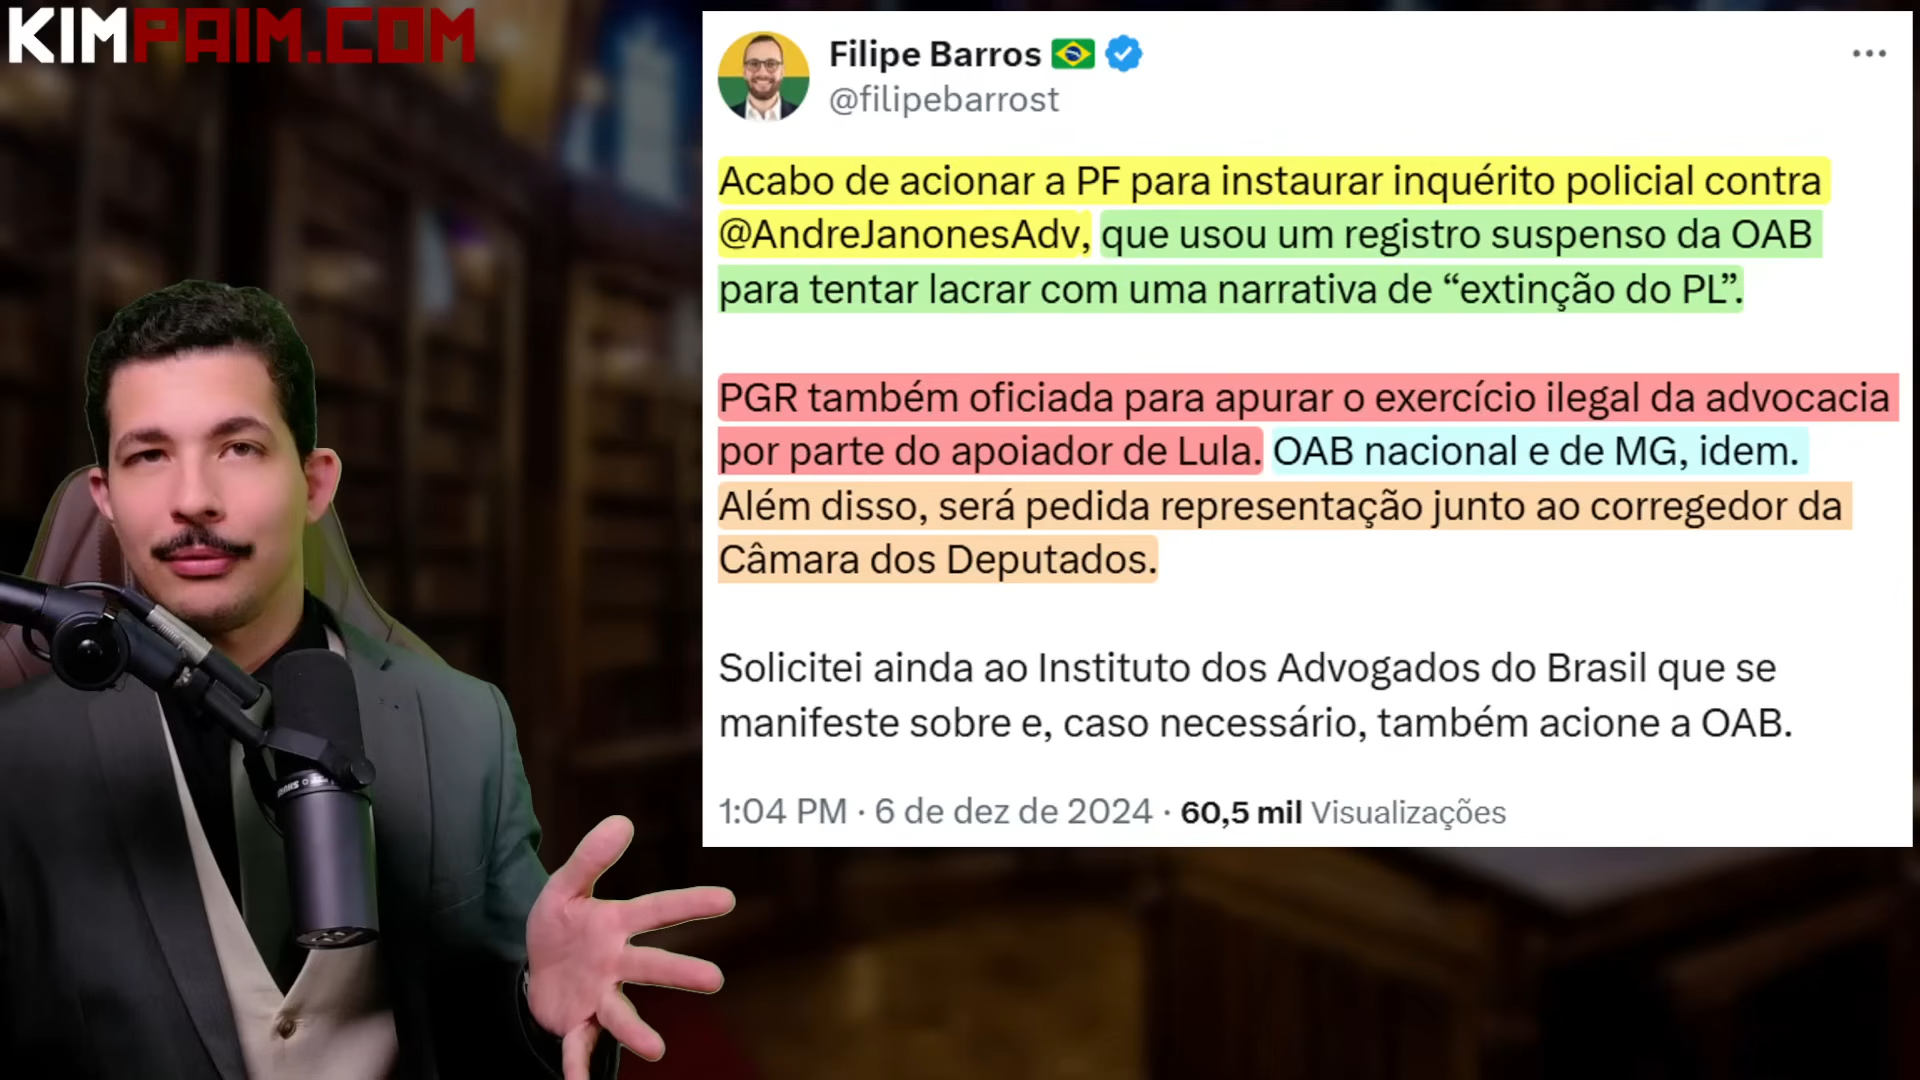 KIMPAIM.COM
Filipe Barros
@filipebarrost
Acabo de acionar a PF para instaurar inquérito policial contra
@AndreJanonesAdv, que usou um registro suspenso da OAB
para tentar lacrar com uma narrativa de “extinção do PL”.
PGR também oficiada para apurar o exercício ilegal da advocacia
por parte do apoiador de Lula. OAB nacional e de MG, idem.
Além disso, será pedida representação junto ao corregedor da
Câmara dos Deputados.
Solicitei ainda ao Instituto dos Advogados do Brasil que se
manifeste sobre e, caso necessário, também acione a OAB.
1:04 PM · 6 de dez de 2024 · 60,5 mil Visualizações